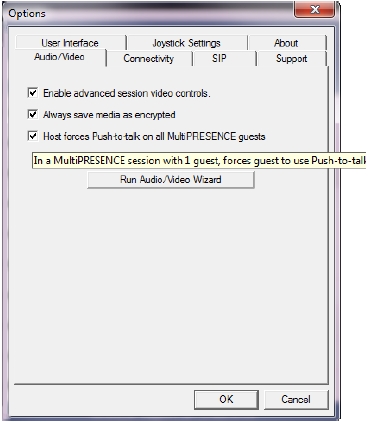 Options
User Interface
Joystick Settings
About
Audio/Video
Connectivity
SIP
Support
Enable advanced session video controls.
Always save media as encrypted
Host forces Push-to-talk on all MultiPRESENCE guests
In a MultiPRESENCE session with 1 guest, forces guest to use Push-to-talk
Run Audio/Video Wizard
OK
Cancel